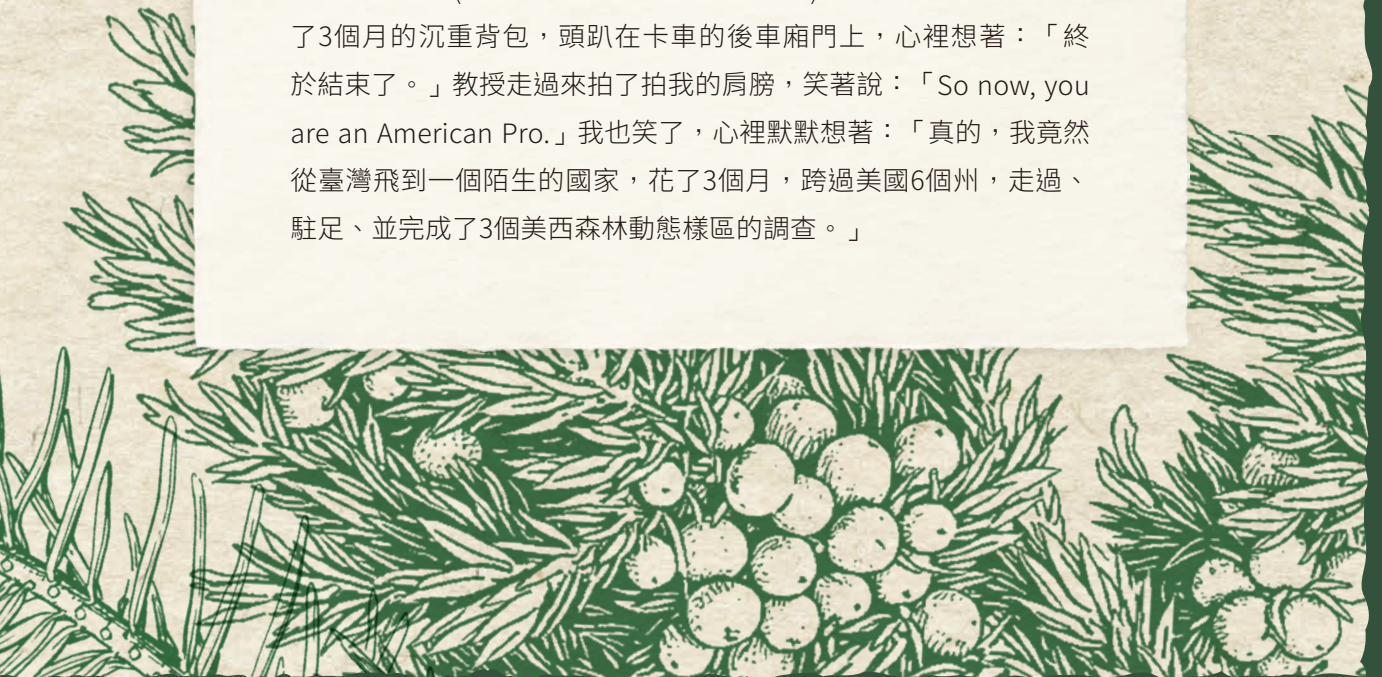 了3個月的沉重背包，頭趴在卡車的後車廂門上，心裡想著：「終
於結束了。」教授走過來拍了拍我的肩膀，笑著說：「So now, you
are an American Pro.」我也笑了，心裡默默想著：「真的，我竟然
從臺灣飛到一個陌生的國家，花了3個月，跨過美國6個州，走過、
駐足、並完成了3個美西森林動態樣區的調查。」